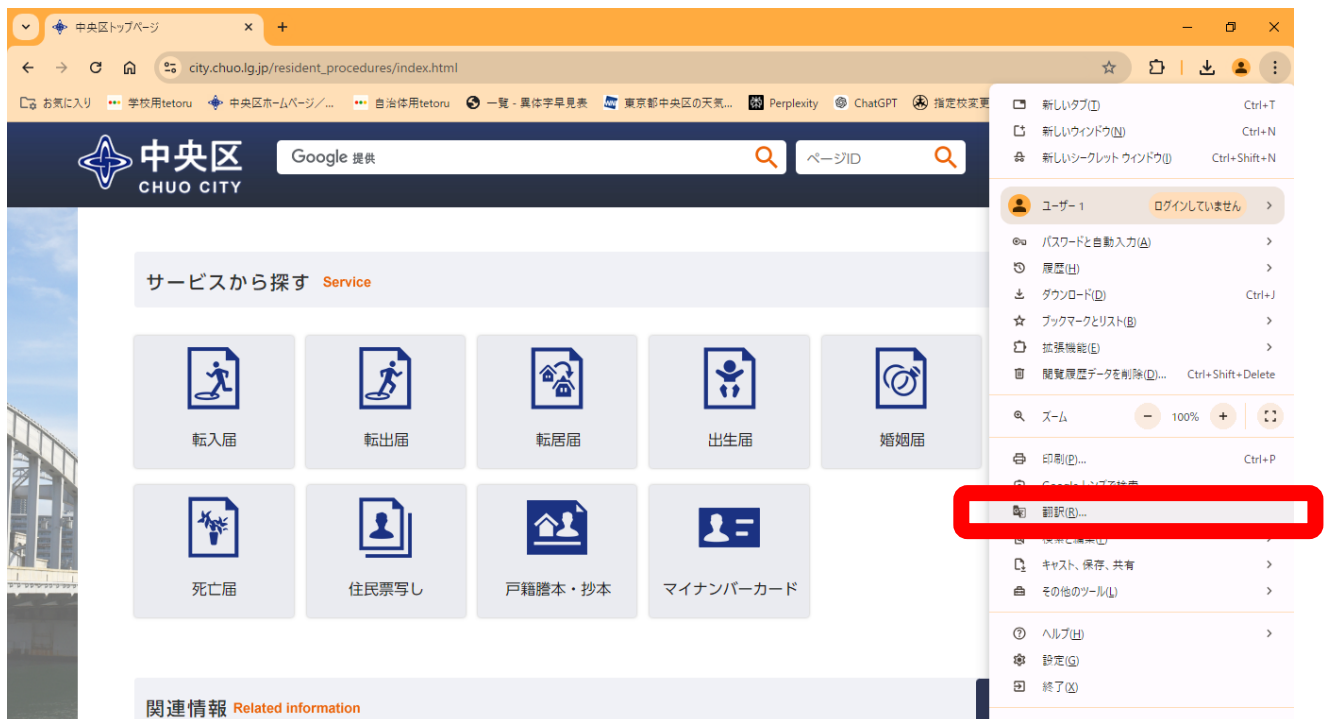 中央区トップページ
city.chuo.lg.jp/resident_procedures/index.html
お気に入り 学校用tetoru 中央区ホームページ/... 自治体用tetoru 一覧 - 異体字早見表 東京都中央区の天気... Perplexity ChatGPT 指定校変更
中央区
CHUO CITY
Google 提供
ページID
サービスから探す Service
転入届 転出届 転居届 出生届 婚姻届
死亡届 住民票写し 戸籍謄本・抄本 マイナンバーカード
関連情報 Related information
新しいタブ(T) Ctrl+T
新しいウィンドウ(N) Ctrl+N
新しいシークレット ウィンドウ(I) Ctrl+Shift+N
ユーザー 1 ログインしていません
パスワードと自動入力(A)
履歴(H)
ダウンロード(D) Ctrl+J
ブックマークとリスト(B)
拡張機能(E)
閲覧履歴データを削除(D)... Ctrl+Shift+Delete
ズーム - 100% +
印刷(P)... Ctrl+P
Google レンズで検索
翻訳(R)...
検索と編集(F)
キャスト、保存、共有
その他のツール(L)
ヘルプ(H)
設定(G)
終了(X)